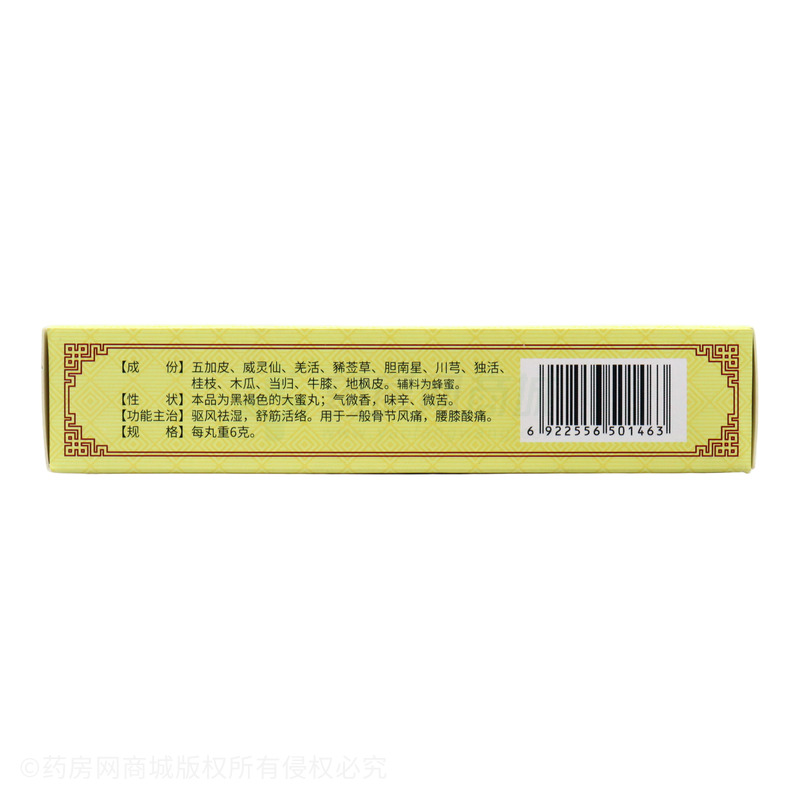 【成　份】五加皮、威灵仙、羌活、豨莶草、胆南星、川芎、独活、
桂枝、木瓜、当归、牛膝、地枫皮。辅料为蜂蜜。
【性　状】本品为黑褐色的大蜜丸；气微香，味辛、微苦。
【功能主治】驱风祛湿，舒筋活络。用于一般骨节风痛，腰膝酸痛。
【规　格】每丸重6克。
6 922556 501463
©药房网商城版权所有侵权必究